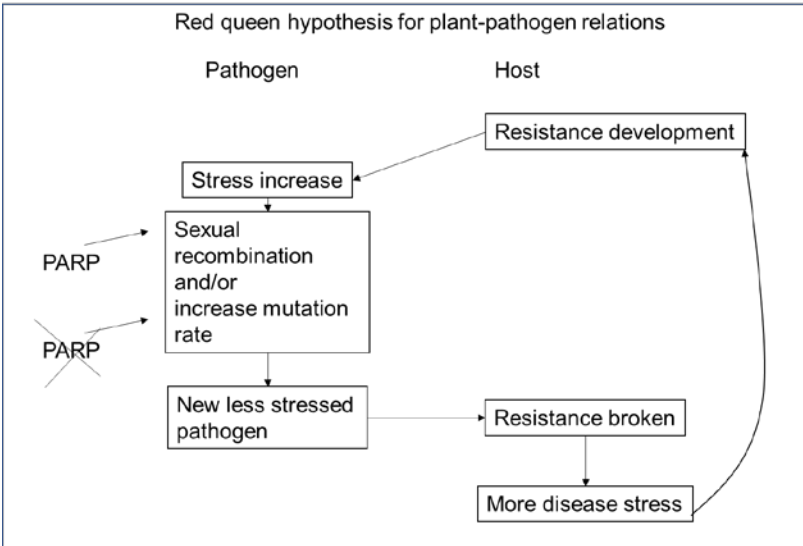 Red queen hypothesis for plant-pathogen relations
Pathogen
Host
Resistance development
Stress increase
Sexual
recombination
and/or
increase mutation
rate
PARP
PARP
New less stressed
pathogen
Resistance broken
More disease stress